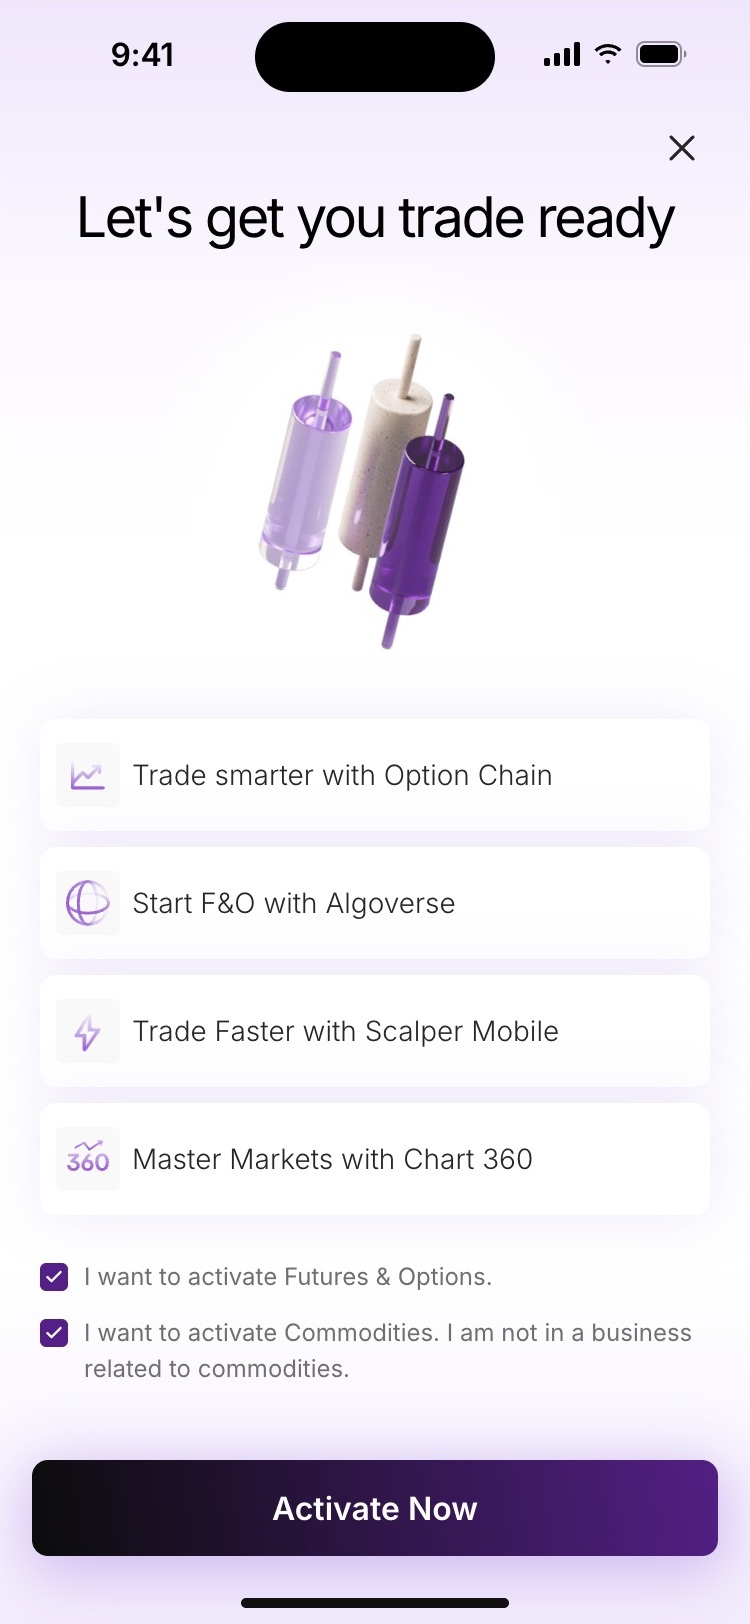 9:41
Let's get you trade ready
Trade smarter with Option Chain
Start F&O with Algoverse
Trade Faster with Scalper Mobile
360
Master Markets with Chart 360
I want to activate Futures & Options.
I want to activate Commodities. I am not in a business
related to commodities.
Activate Now